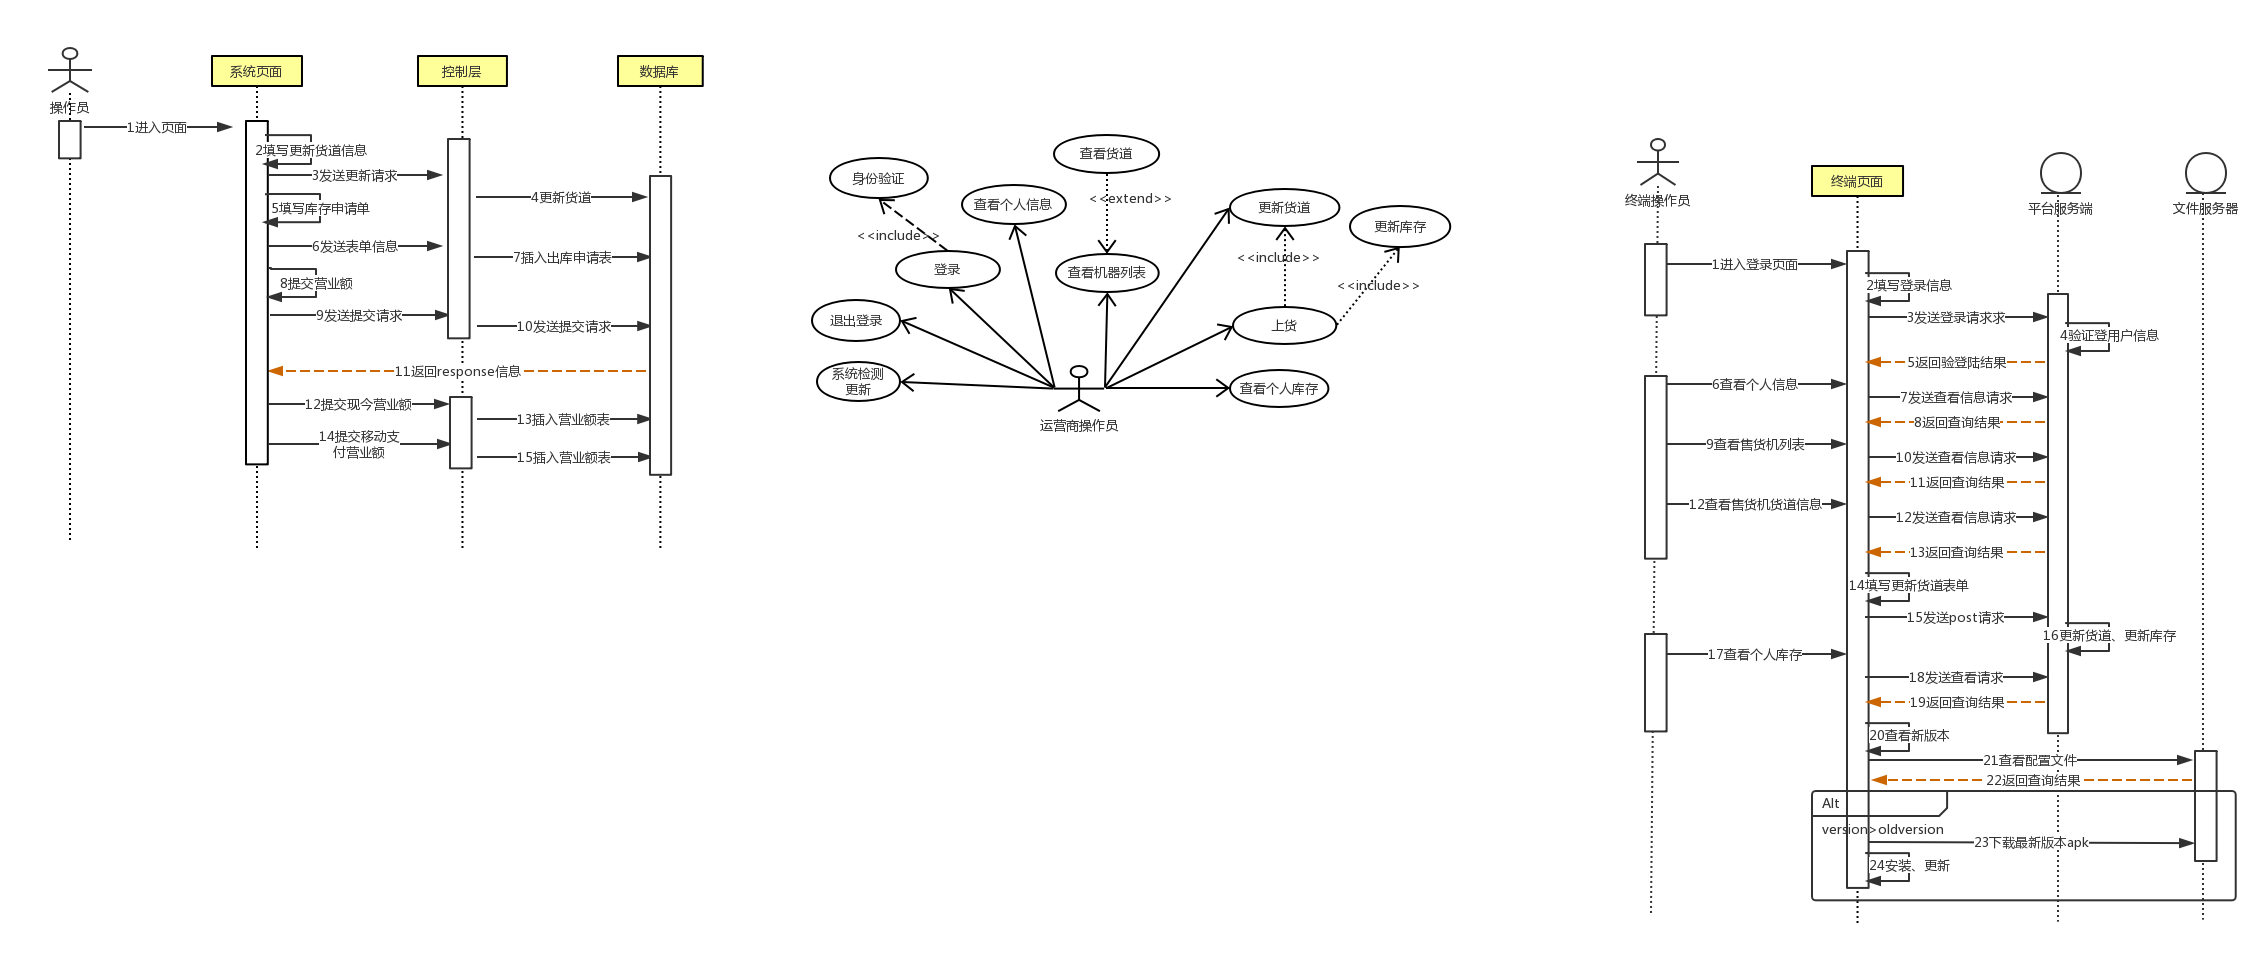 系统页面
控制层
数据库
操作员
1进入页面
2填写更新货道信息
3发送更新请求
4更新货道
5填写库存申请单
6发送表单信息
7插入出库申请表
8提交营业额
9发送提交请求
10发送提交请求
11返回response信息
12提交现今营业额
13插入营业额表
14提交移动支
付营业额
15插入营业额表
查看货道
身份验证
查看个人信息
<<extend>>
更新货道
更新库存
<<include>>
登录
查看机器列表
<<include>>
<<include>>
退出登录
上货
系统检测
更新
查看个人库存
运营商操作员
终端页面
终端操作员
平台服务端
文件服务器
1进入登录页面
2填写登录信息
3发送登录请求求
4验证登用户信息
5返回验登陆结果
6查看个人信息
7发送查看信息请求
8返回查询结果
9查看售货机列表
10发送查看信息请求
11返回查询结果
12查看售货机货道信息
12发送查看信息请求
13返回查询结果
14填写更新货道表单
15发送post请求
16更新货道、更新库存
17查看个人库存
18发送查看请求
19返回查询结果
20查看新版本
21查看配置文件
22返回查询结果
Alt
version>oldversion
23下载最新版本apk
24安装、更新